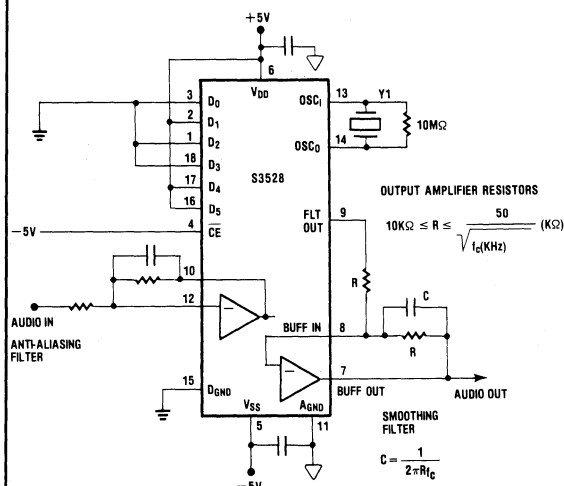 +5V
6
VDD
3 D0
2 D1
1 D2
18 D3
17 D4
16 D5
4 CE
-5V
S3528
OSCI 13
Y1
10MΩ
OSCO 14
OUTPUT AMPLIFIER RESISTORS
10KΩ ≤ R ≤ 50 / √fc(KHz) (KΩ)
FLT OUT 9
R
10
12
AUDIO IN
ANTI-ALIASING
FILTER
BUFF IN 8
C
R
7
BUFF OUT
AUDIO OUT
15 DGND
VSS
5
AGND
11
SMOOTHING
FILTER
C = 1 / 2πRfC
-5V